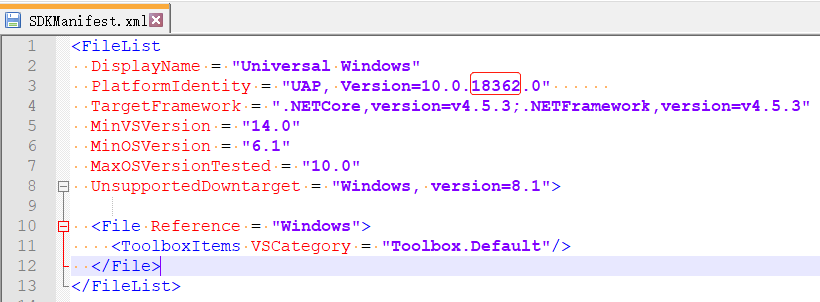 SDKManifest.xml
1 <FileList
2 DisplayName = "Universal Windows"
3 PlatformIdentity = "UAP, Version=10.0.18362.0"
4 TargetFramework = ".NETCore,version=v4.5.3;.NETFramework,version=v4.5.3"
5 MinVSVersion = "14.0"
6 MinOSVersion = "6.1"
7 MaxOSVersionTested = "10.0"
8 UnsupportedDowntarget = "Windows, version=8.1">
9
10 <File Reference = "Windows">
11 <ToolboxItems VSCategory = "Toolbox.Default"/>
12 </File>
13 </FileList>